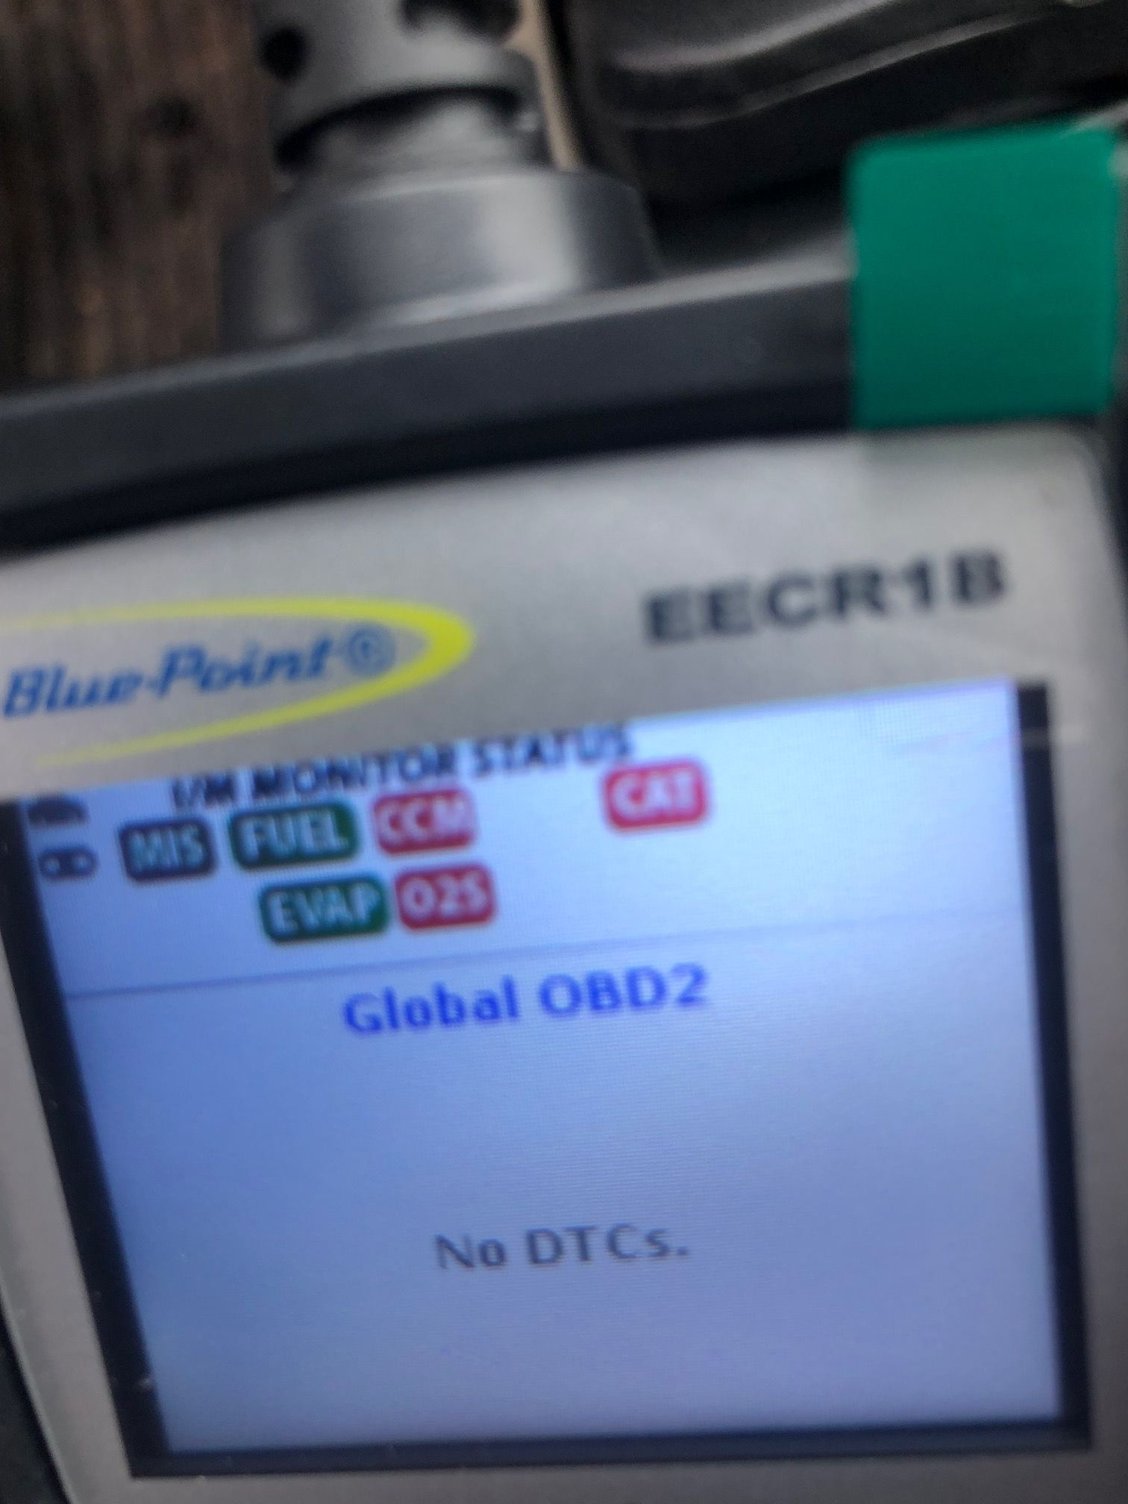 EECR1B
Blue-Point®
I/M MONITOR STATUS
MIS FUEL CCM CAT
EVAP O2S
Global OBD2
No DTCs.